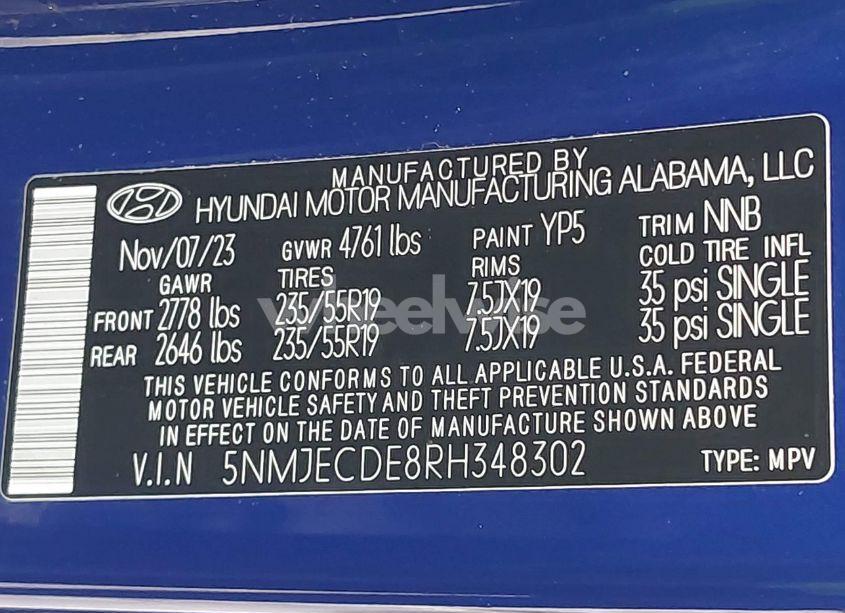 MANUFACTURED BY
HYUNDAI MOTOR MANUFACTURING ALABAMA, LLC
Nov/07/23 GVWR 4761 lbs PAINT YP5 TRIM NNB
GAWR TIRES RIMS COLD TIRE INFL
FRONT 2778 lbs 235/55R19 7.5JX19 35 psi SINGLE
REAR 2646 lbs 235/55R19 7.5JX19 35 psi SINGLE
wheelwise
THIS VEHICLE CONFORMS TO ALL APPLICABLE U.S.A. FEDERAL
MOTOR VEHICLE SAFETY AND THEFT PREVENTION STANDARDS
IN EFFECT ON THE DATE OF MANUFACTURE SHOWN ABOVE
V.I.N 5NMJECDE8RH348302 TYPE: MPV